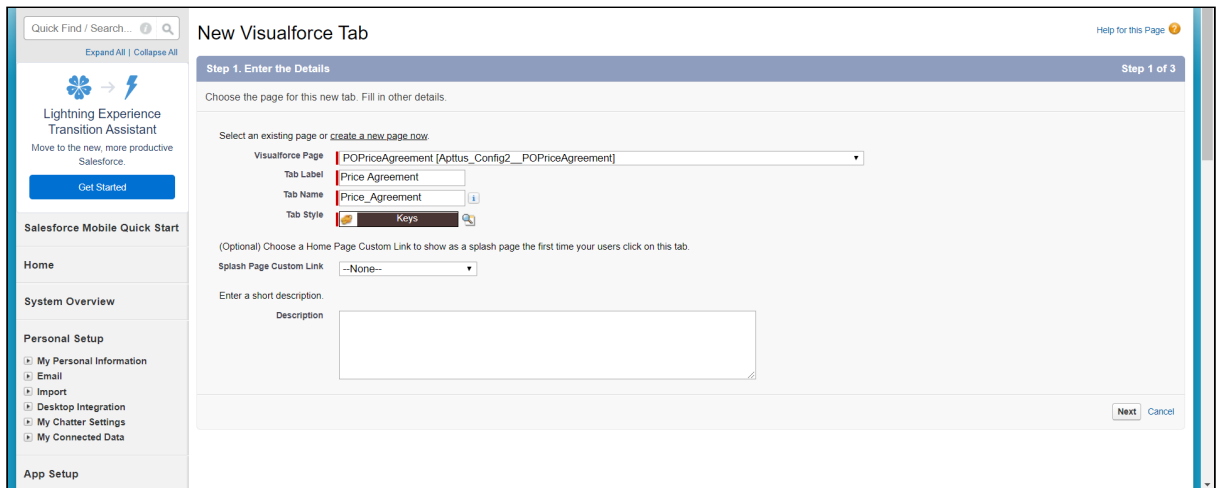 Quick Find / Search...
Expand All | Collapse All
Lightning Experience
Transition Assistant
Move to the new, more productive
Salesforce.
Get Started
Salesforce Mobile Quick Start
Home
System Overview
Personal Setup
My Personal Information
Email
Import
Desktop Integration
My Chatter Settings
My Connected Data
App Setup
New Visualforce Tab
Help for this Page
Step 1. Enter the Details Step 1 of 3
Choose the page for this new tab. Fill in other details.
Select an existing page or create a new page now.
Visualforce Page POPriceAgreement [Apttus_Config2__POPriceAgreement]
Tab Label Price Agreement
Tab Name Price_Agreement
Tab Style Keys
(Optional) Choose a Home Page Custom Link to show as a splash page the first time your users click on this tab.
Splash Page Custom Link --None--
Enter a short description.
Description
Next Cancel